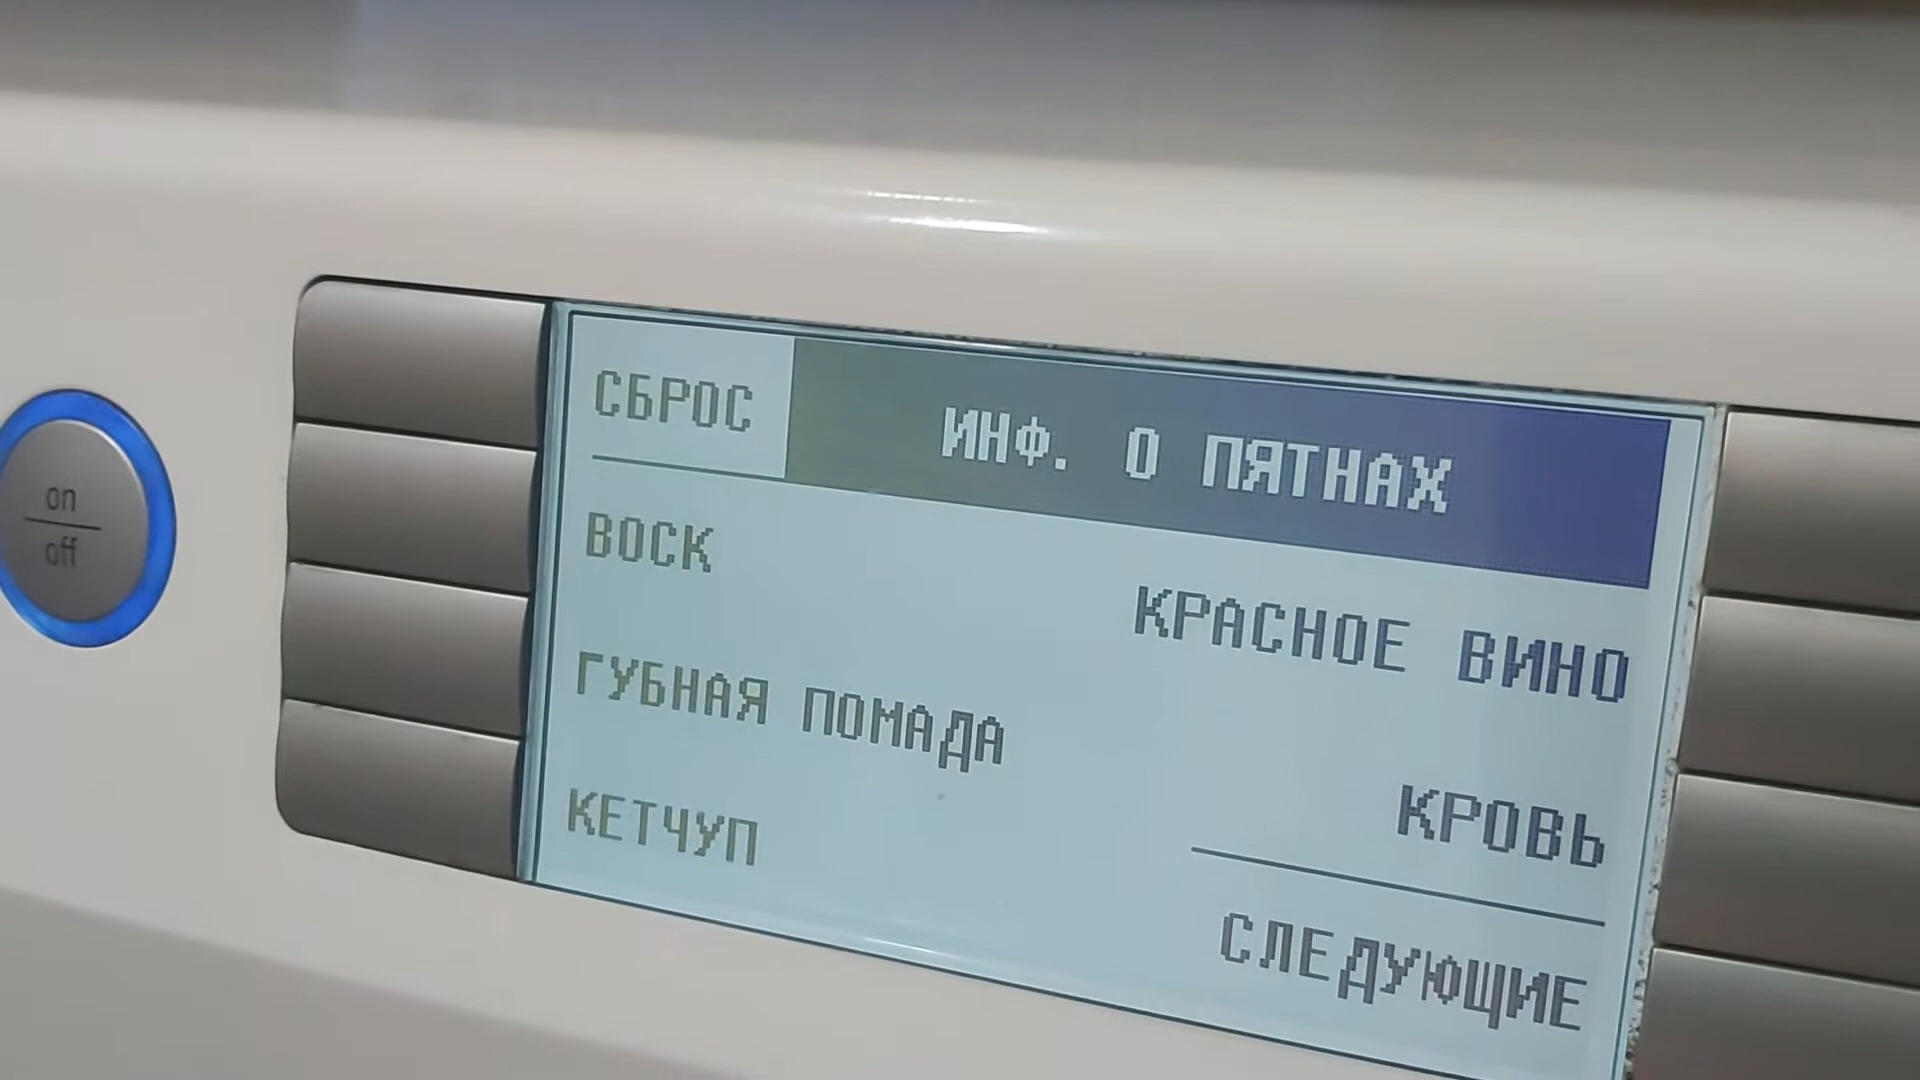 on
off
СБРОС
ИНФ. О ПЯТНАХ
ВОСК
КРАСНОЕ ВИНО
ГУБНАЯ ПОМАДА
КРОВЬ
КЕТЧУП
СЛЕДУЮЩИЕ